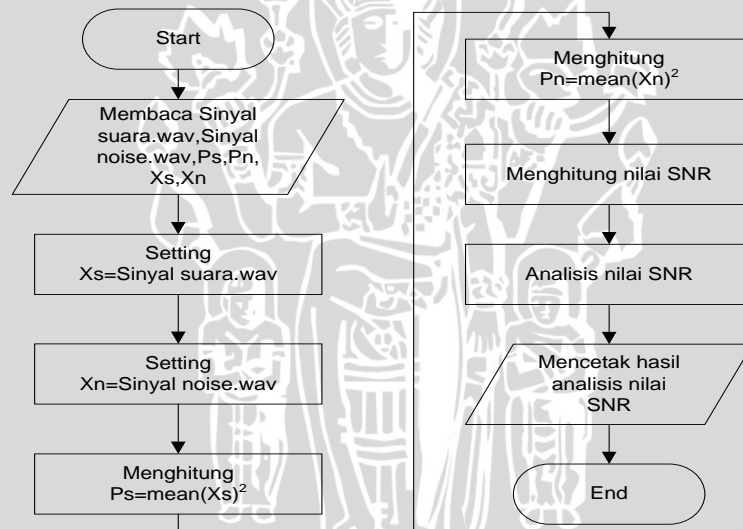 Start
Membaca Sinyal
suara.wav,Sinyal
noise.wav,Ps,Pn,
Xs,Xn
Setting
Xs=Sinyal suara.wav
Setting
Xn=Sinyal noise.wav
Menghitung
Ps=mean(Xs)²
Menghitung
Pn=mean(Xn)²
Menghitung nilai SNR
Analisis nilai SNR
Mencetak hasil
analisis nilai
SNR
End